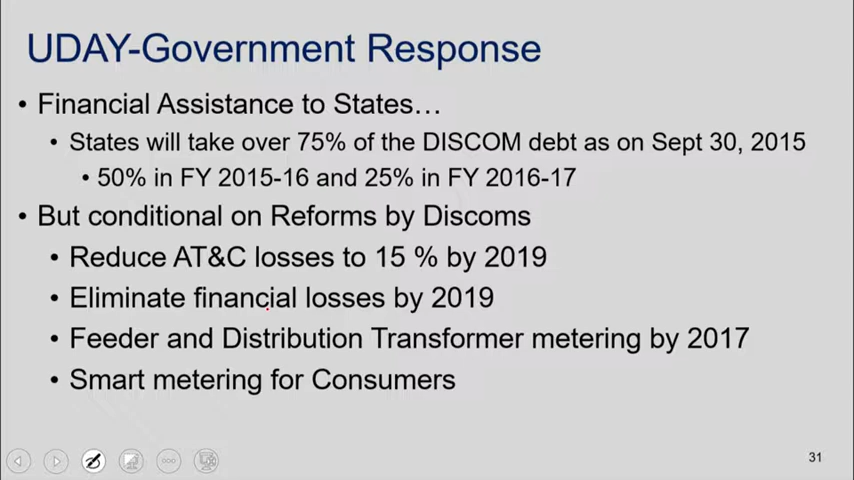 UDAY-Government Response
• Financial Assistance to States…
• States will take over 75% of the DISCOM debt as on Sept 30, 2015
• 50% in FY 2015-16 and 25% in FY 2016-17
• But conditional on Reforms by Discoms
• Reduce AT&C losses to 15 % by 2019
• Eliminate financial losses by 2019
• Feeder and Distribution Transformer metering by 2017
• Smart metering for Consumers
31